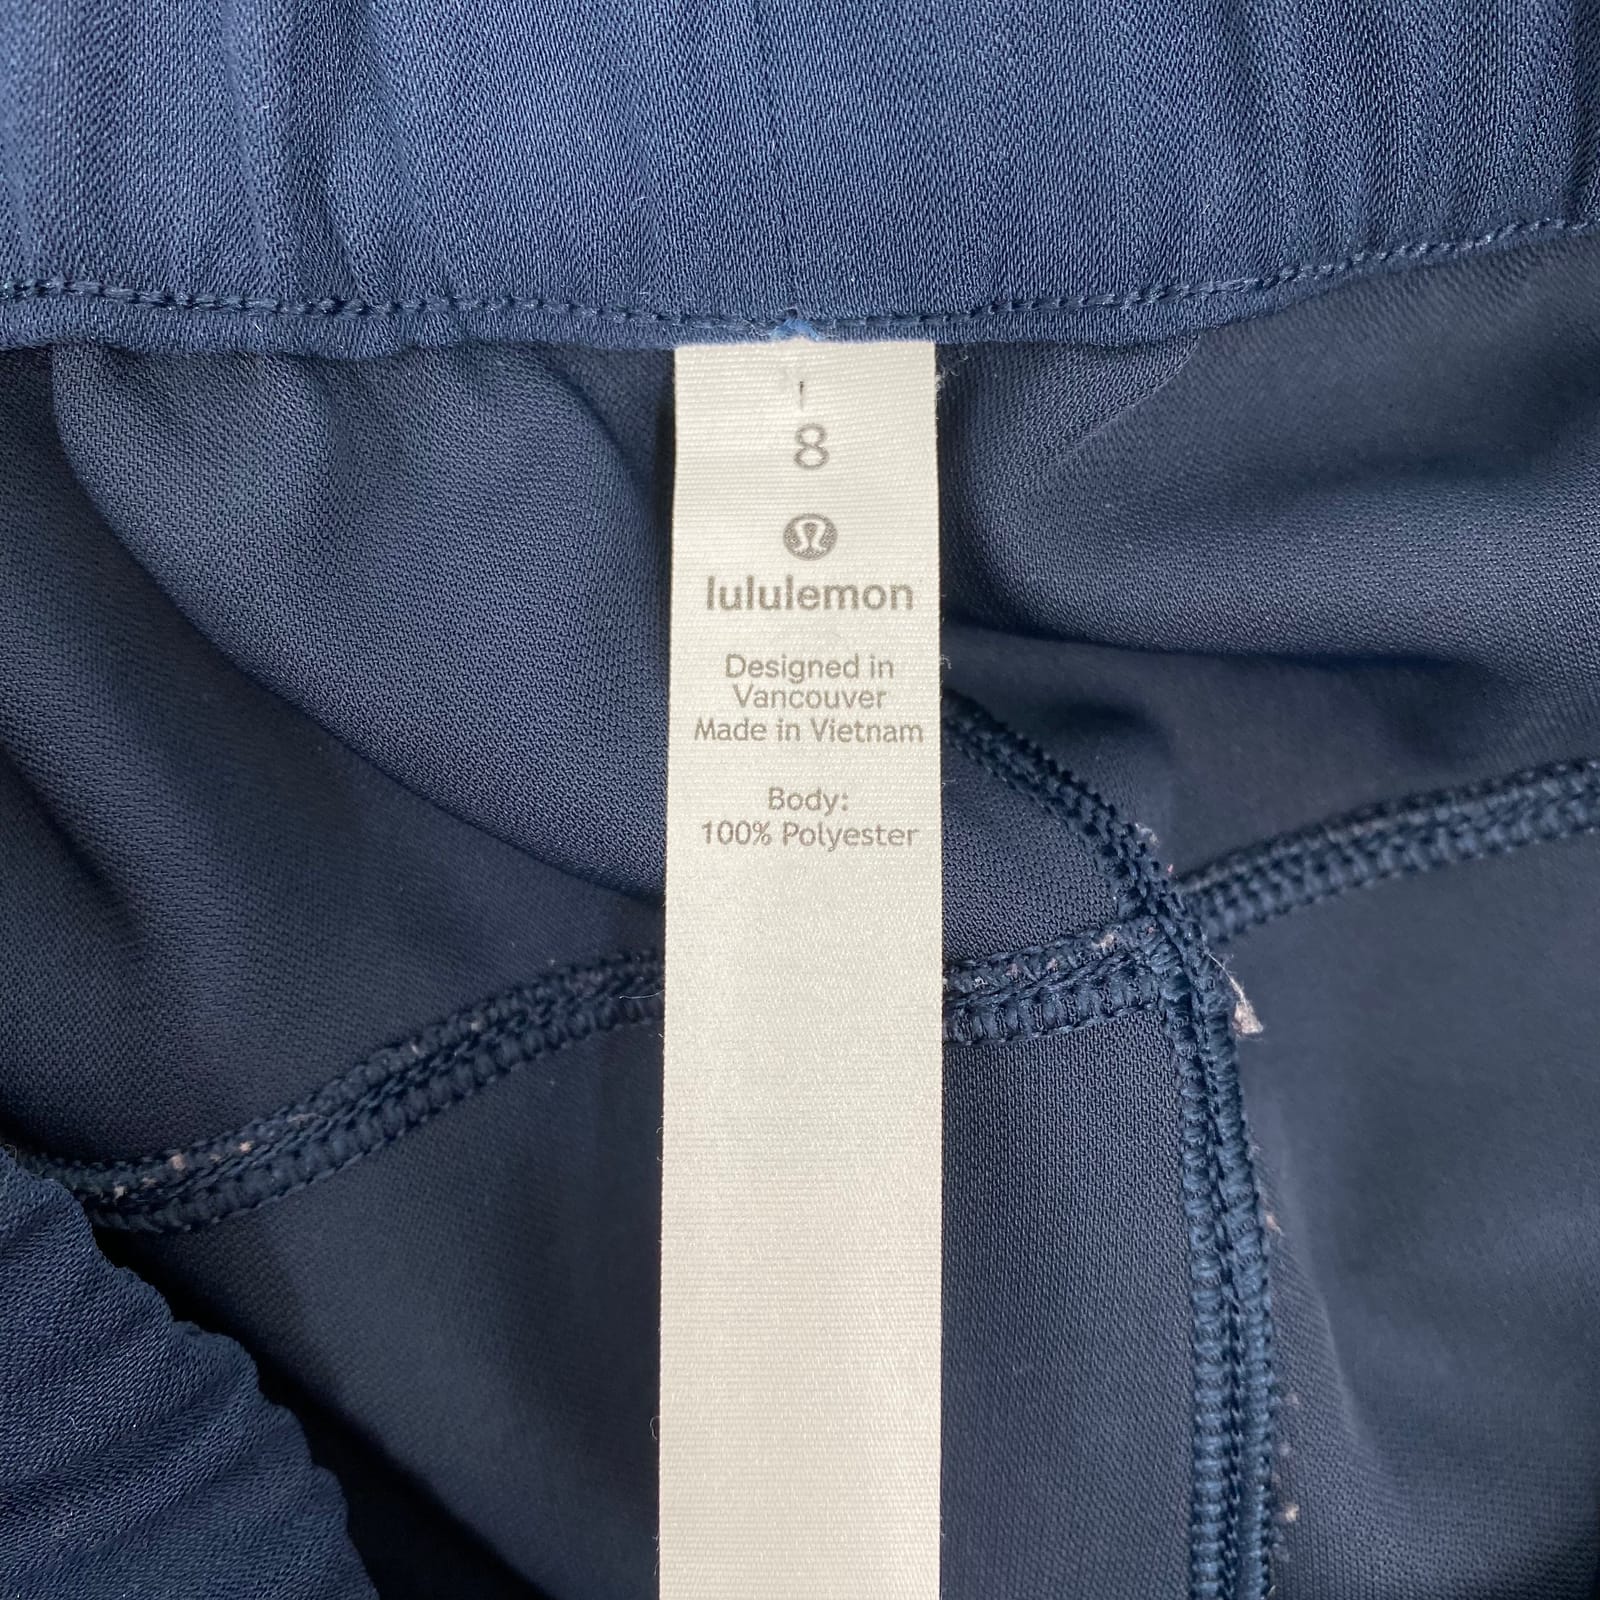 8
lululemon
Designed in
Vancouver
Made in Vietnam
Body:
100% Polyester